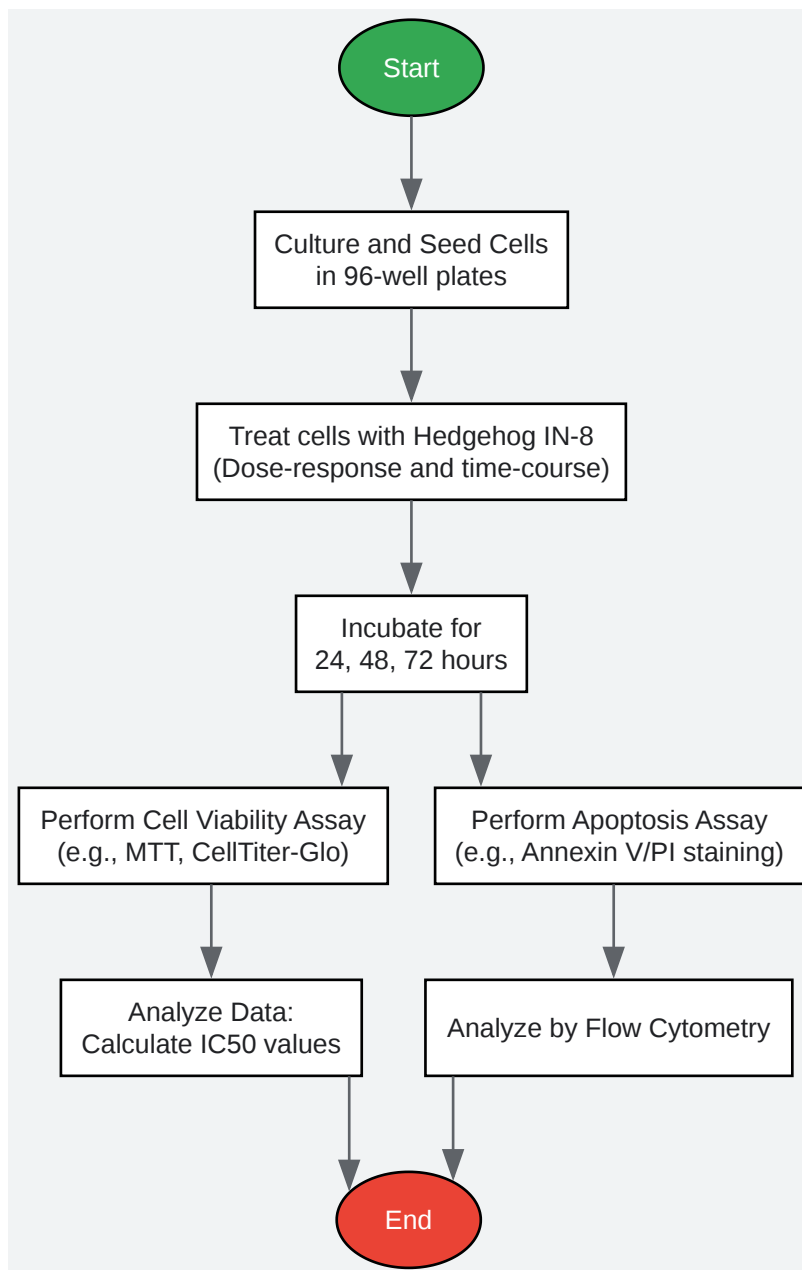 Start
Culture and Seed Cells
in 96-well plates
Treat cells with Hedgehog IN-8
(Dose-response and time-course)
Incubate for
24, 48, 72 hours
Perform Cell Viability Assay
(e.g., MTT, CellTiter-Glo)
Perform Apoptosis Assay
(e.g., Annexin V/PI staining)
Analyze Data:
Calculate IC50 values
Analyze by Flow Cytometry
End